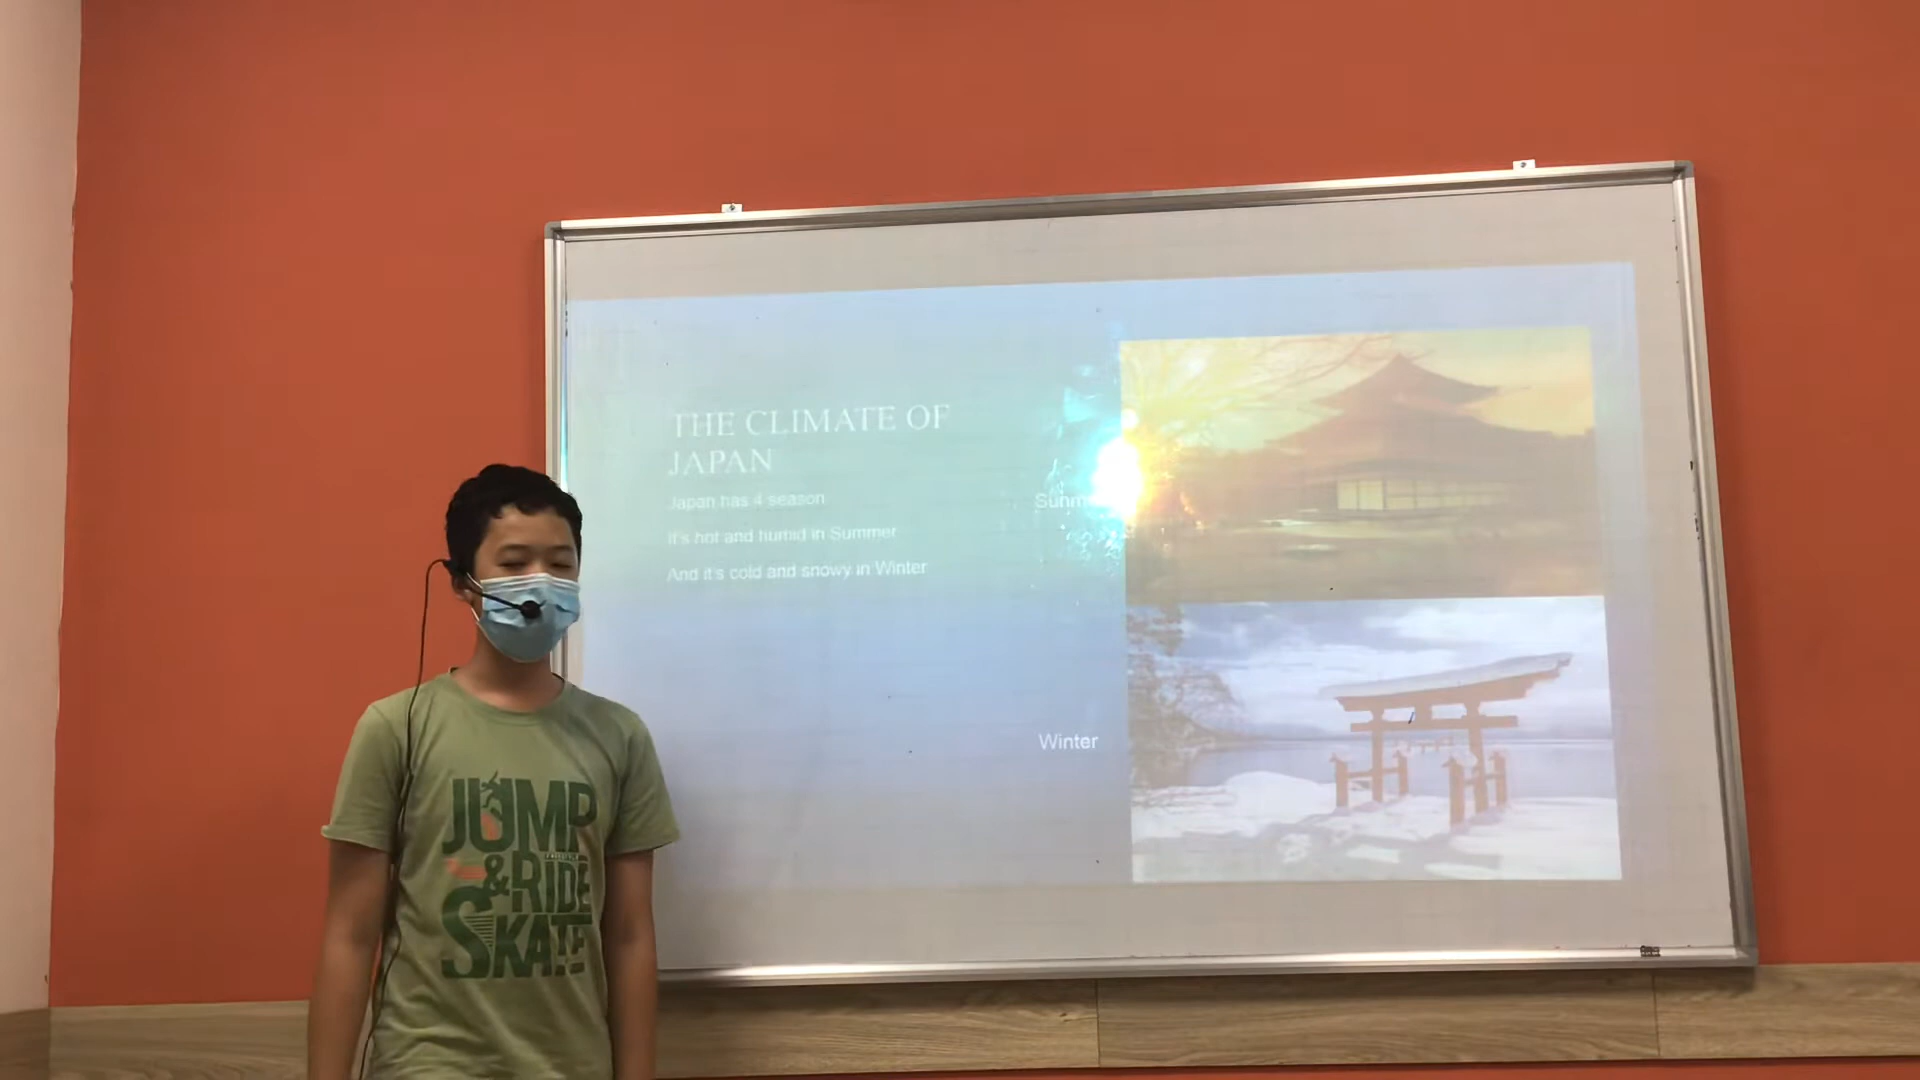 THE CLIMATE OF
JAPAN
Japan has 4 season
It's hot and humid in Summer
And it's cold and snowy in Winter
Winter
JUMP
& RIDE
SKATE